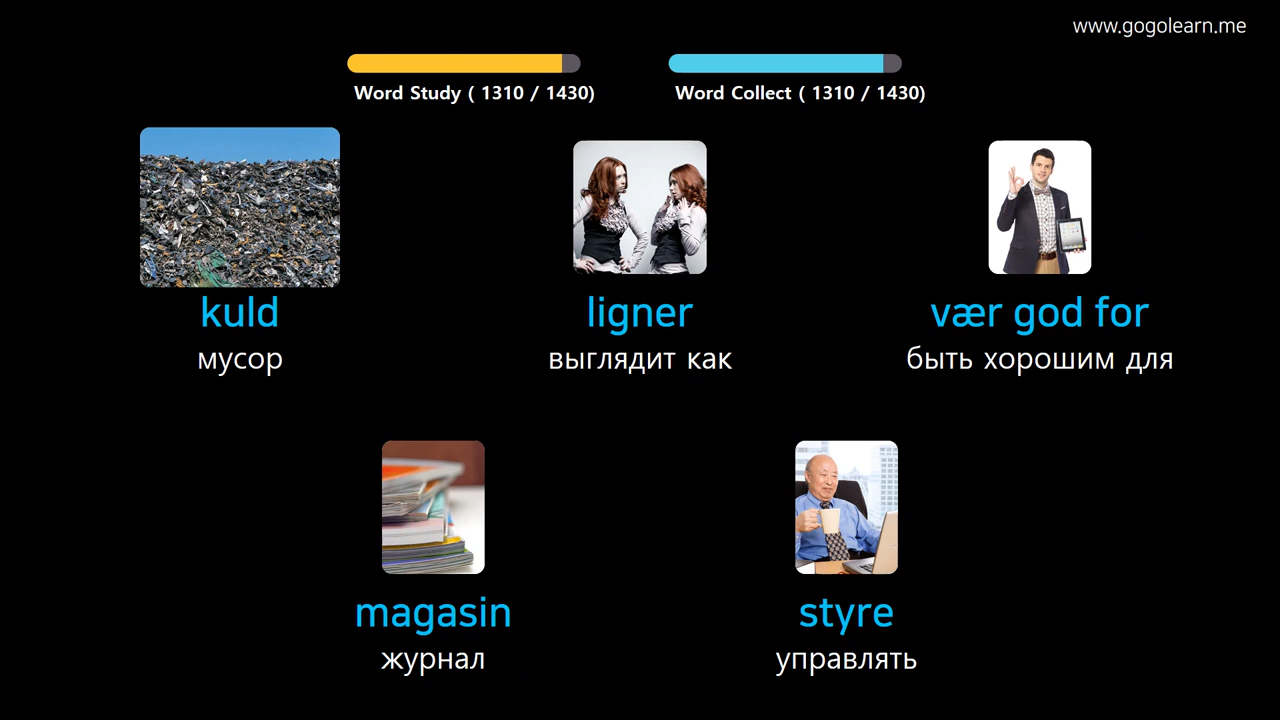 www.gogolearn.me
Word Study ( 1310 / 1430)
Word Collect ( 1310 / 1430)
kuld
мусор
ligner
выглядит как
vær god for
быть хорошим для
magasin
журнал
styre
управлять